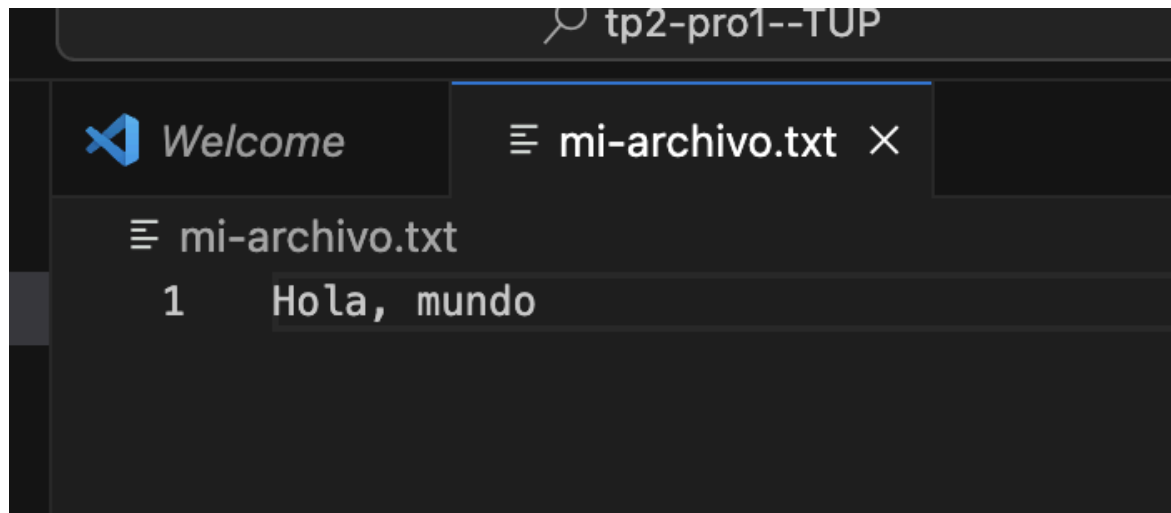 tp2-pro1--TUP
Welcome
mi-archivo.txt
mi-archivo.txt
1 Hola, mundo